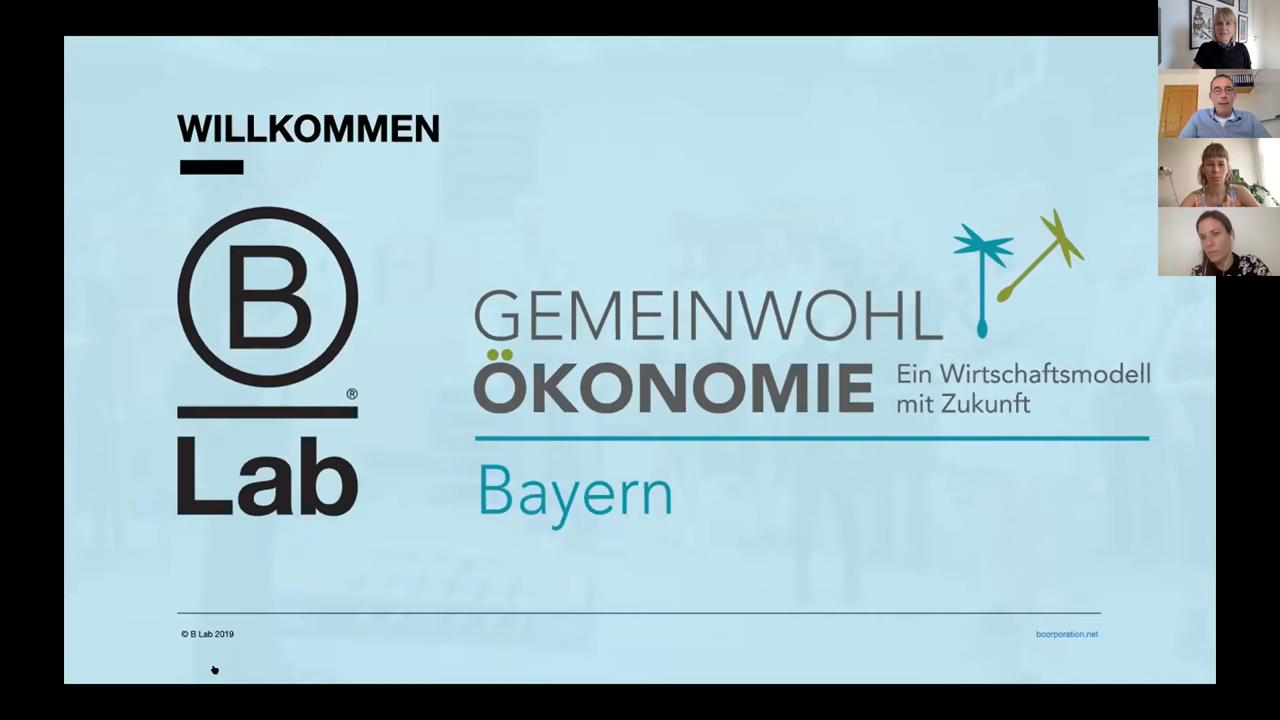 WILLKOMMEN
B
®
Lab
GEMEINWOHL
ÖKONOMIE
Ein Wirtschaftsmodell
mit Zukunft
Bayern
© B Lab 2019
bcorporation.net